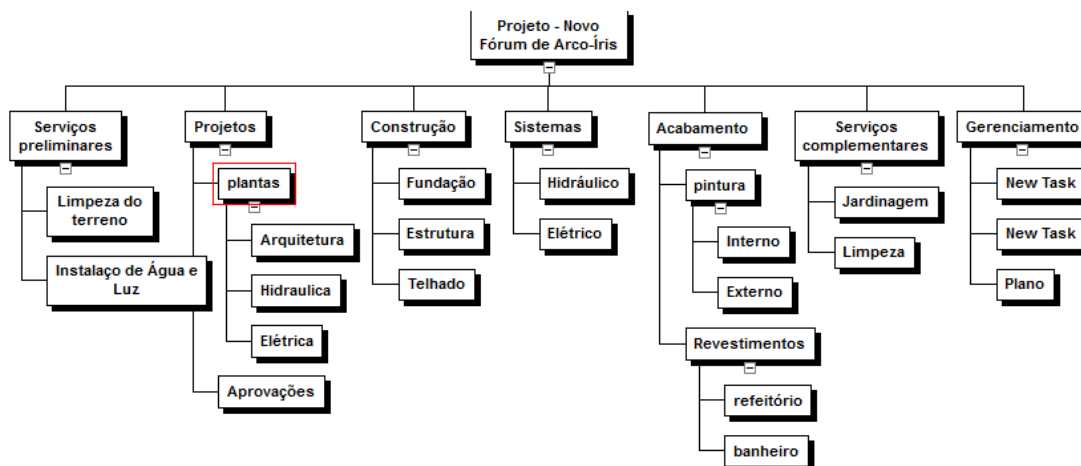 Projeto - Novo
Fórum de Arco-Íris
Serviços
preliminares
Limpeza do
terreno
Instalaço de Água e
Luz
Projetos
plantas
Arquitetura
Hidraulica
Elétrica
Aprovações
Construção
Fundação
Estrutura
Telhado
Sistemas
Hidráulico
Elétrico
Acabamento
pintura
Interno
Externo
Revestimentos
refeitório
banheiro
Serviços
complementares
Jardinagem
Limpeza
Gerenciamento
New Task
New Task
Plano